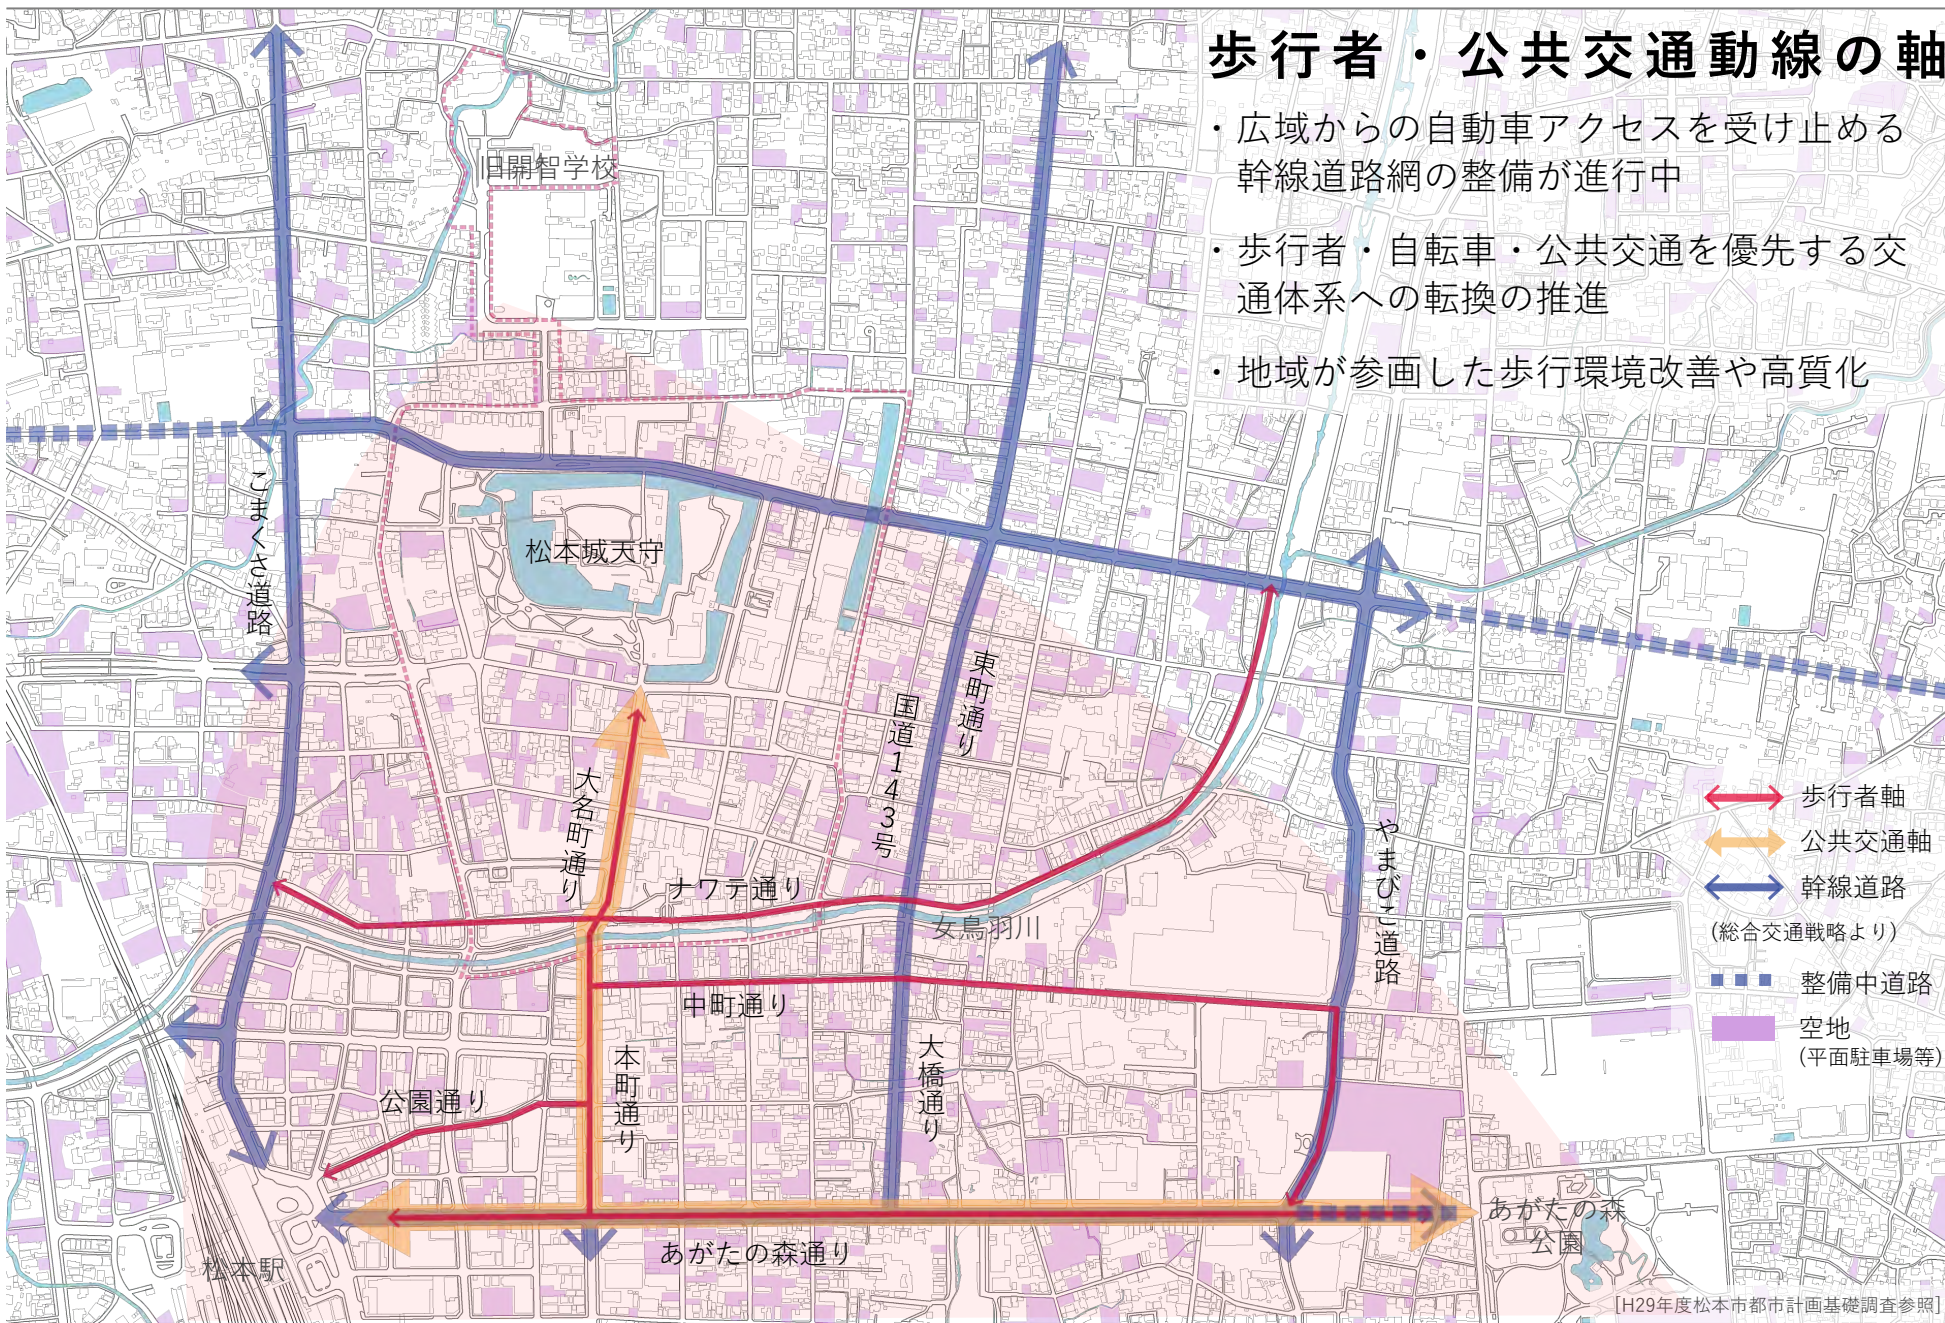 歩行者・公共交通動線の軸
・広域からの自動車アクセスを受け止める
幹線道路網の整備が進行中
・歩行者・自転車・公共交通を優先する交
通体系への転換の推進
・地域が参画した歩行環境改善や高質化
旧開智学校
松本城天守
こまくさ道路
東町通り
国道143号
大名町通り
ナワテ通り
女鳥羽川
やまびこ道路
中町通り
本町通り
大橋通り
公園通り
あがたの森通り
松本駅
あがたの森
公園
歩行者軸
公共交通軸
幹線道路
(総合交通戦略より)
整備中道路
空地
(平面駐車場等)
[H29年度松本市都市計画基礎調査参照]